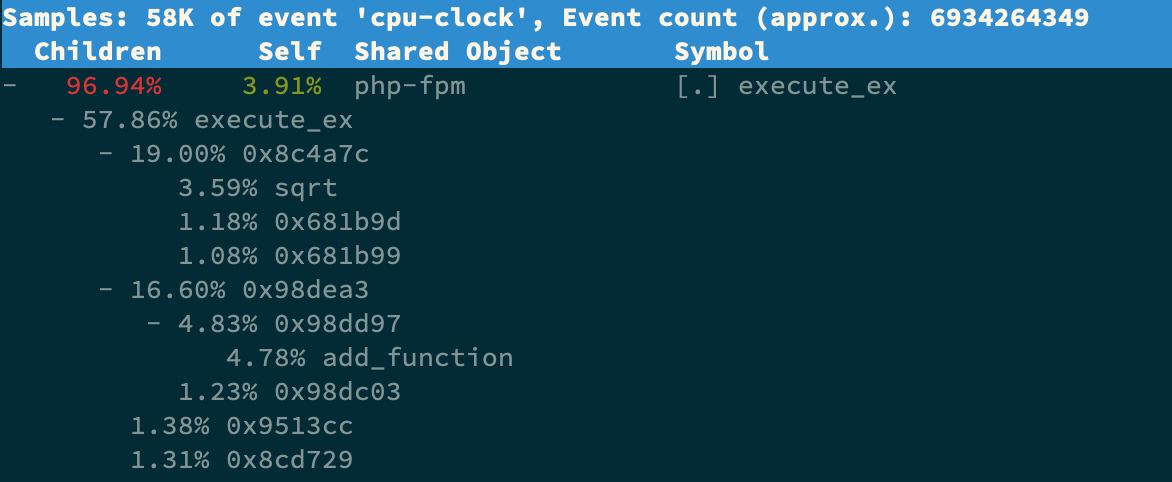 Samples: 58K of event 'cpu-clock', Event count (approx.): 6934264349
  Children      Self  Shared Object       Symbol
-   96.94%     3.91%  php-fpm             [.] execute_ex
   - 57.86% execute_ex
      - 19.00% 0x8c4a7c
           3.59% sqrt
           1.18% 0x681b9d
           1.08% 0x681b99
      - 16.60% 0x98dea3
         - 4.83% 0x98dd97
              4.78% add_function
           1.23% 0x98dc03
        1.38% 0x9513cc
        1.31% 0x8cd729